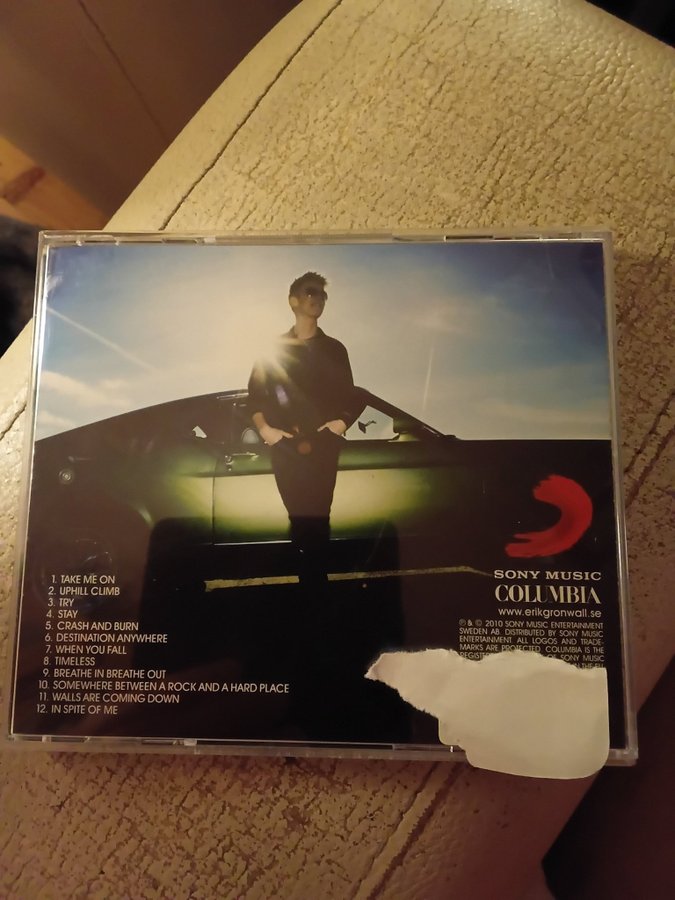 1. TAKE ME ON
2. UPHILL CLIMB
3. TRY
4. STAY
5. CRASH AND BURN
6. DESTINATION ANYWHERE
7. WHEN YOU FALL
8. TIMELESS
9. BREATHE IN BREATHE OUT
10. SOMEWHERE BETWEEN A ROCK AND A HARD PLACE
11. WALLS ARE COMING DOWN
12. IN SPITE OF ME
SONY MUSIC
COLUMBIA
www.erikgronwall.se
℗ & © 2010 SONY MUSIC ENTERTAINMENT
SWEDEN AB. DISTRIBUTED BY SONY MUSIC
ENTERTAINMENT. ALL LOGOS AND TRADE-
MARKS ARE PROTECTED. COLUMBIA IS THE
OF SONY MUSIC